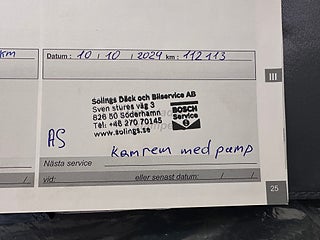 km
Datum : 10 / 10 / 2024 km : 112 113
III
Sölings Däck och Bilservice AB
Sven stures väg 3
826 80 Söderhamn
Tel: +46 270 70145
www.solings.se
BOSCH
Service
AS
Kamrem med pump
Nästa service
vid: / eller senast datum: / /
25